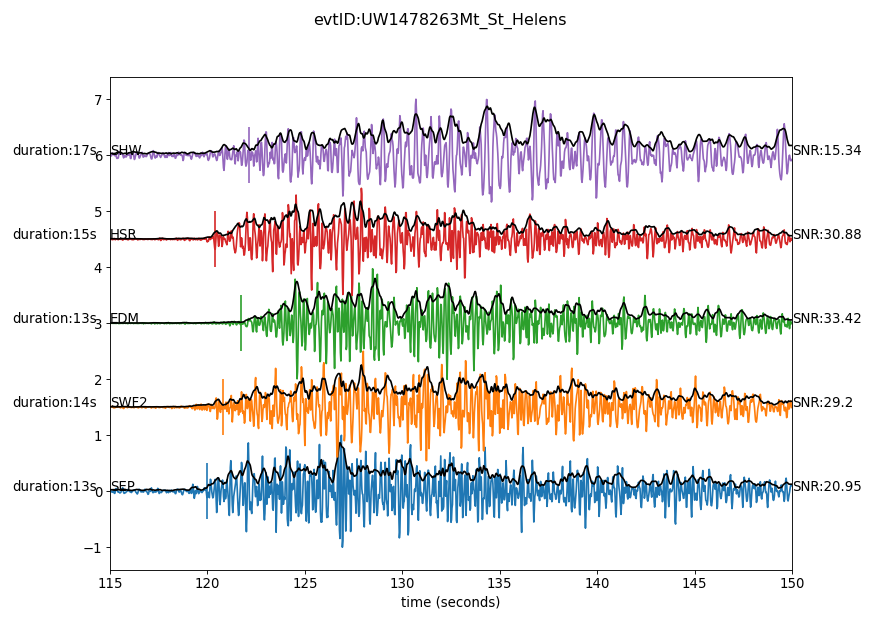 evtID:UW1478263Mt_St_Helens
7
duration:17s
SHW
6
SNR:15.34
5
duration:15s
HSR
SNR:30.88
4
duration:13s
EDM
3
SNR:33.42
2
duration:14s
SWF2
SNR:29.2
1
duration:13s
SEP
0
SNR:20.95
−1
115 120 125 130 135 140 145 150
time (seconds)